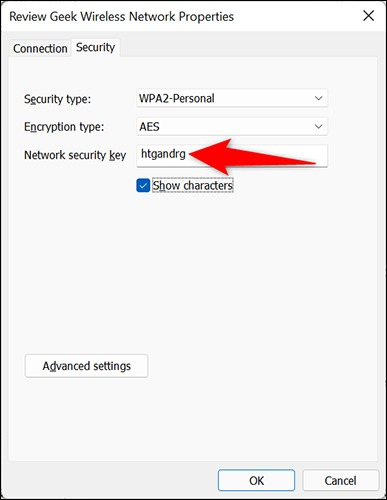 Review Geek Wireless Network Properties
Connection Security
Security type: WPA2-Personal
Encryption type: AES
Network security key htgandrg
Show characters
Advanced settings
OK Cancel